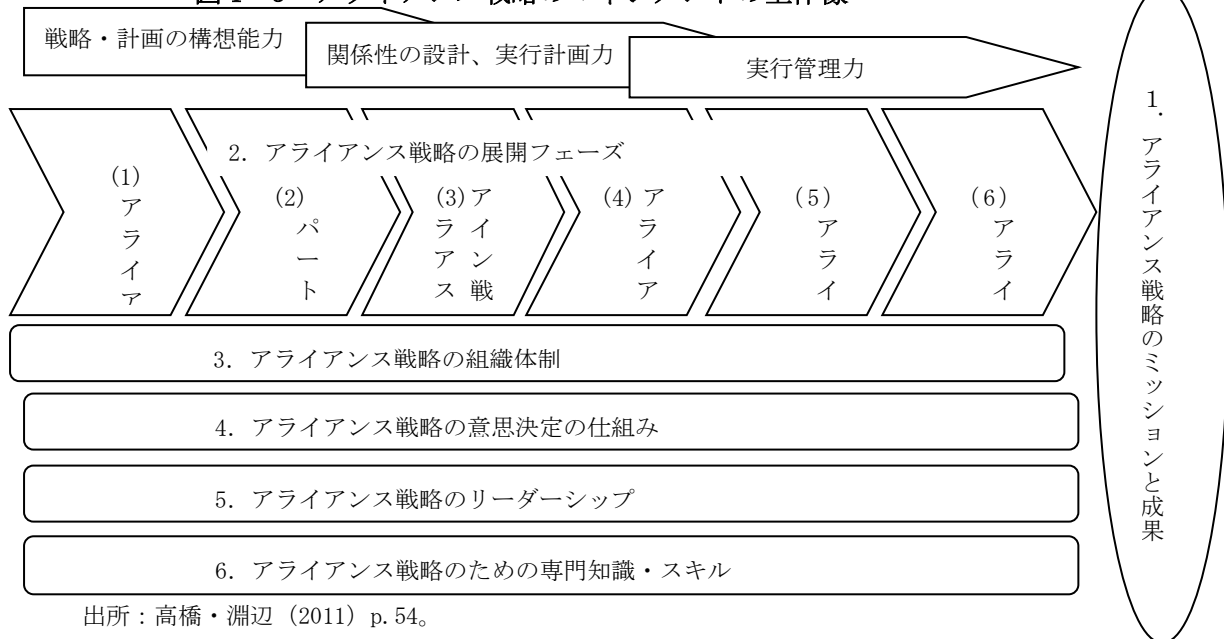 戦略・計画の構想能力
関係性の設計、実行計画力
実行管理力
2. アライアンス戦略の展開フェーズ
(1)
アライア
(2)
パート
(3)アイ
ライ
アン
ス戦
(4)ア
ライア
(5)
アライ
(6)
アライ
3. アライアンス戦略の組織体制
4. アライアンス戦略の意思決定の仕組み
5. アライアンス戦略のリーダーシップ
6. アライアンス戦略のための専門知識・スキル
1. アライアンス戦略のミッションと成果
出所：高橋・淵辺（2011）p.54。